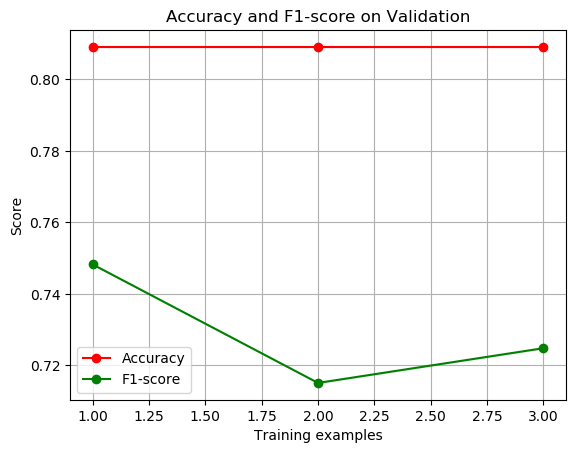 Accuracy and F1-score on Validation
0.80
0.78
0.76
0.74
0.72
Score
Accuracy
F1-score
1.00 1.25 1.50 1.75 2.00 2.25 2.50 2.75 3.00
Training examples